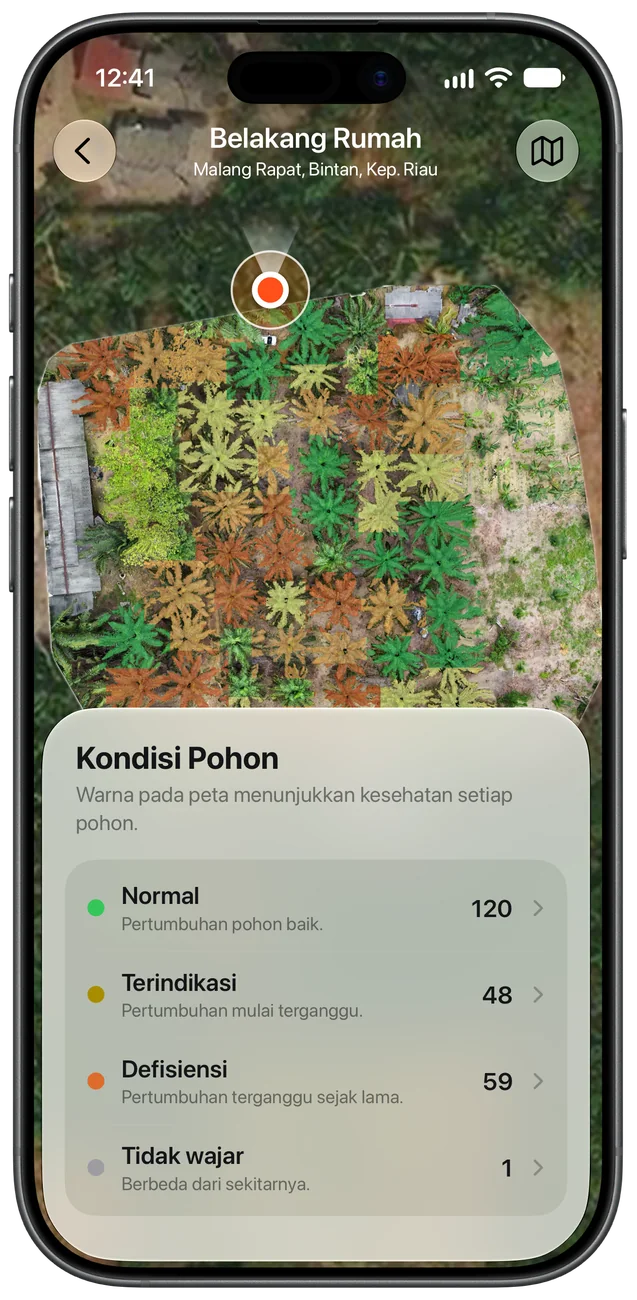 12:41
Belakang Rumah
Malang Rapat, Bintan, Kep. Riau
Kondisi Pohon
Warna pada peta menunjukkan kesehatan setiap
pohon.
Normal
120
Pertumbuhan pohon baik.
Terindikasi
48
Pertumbuhan mulai terganggu.
Defisiensi
59
Pertumbuhan terganggu sejak lama.
Tidak wajar
1
Berbeda dari sekitarnya.